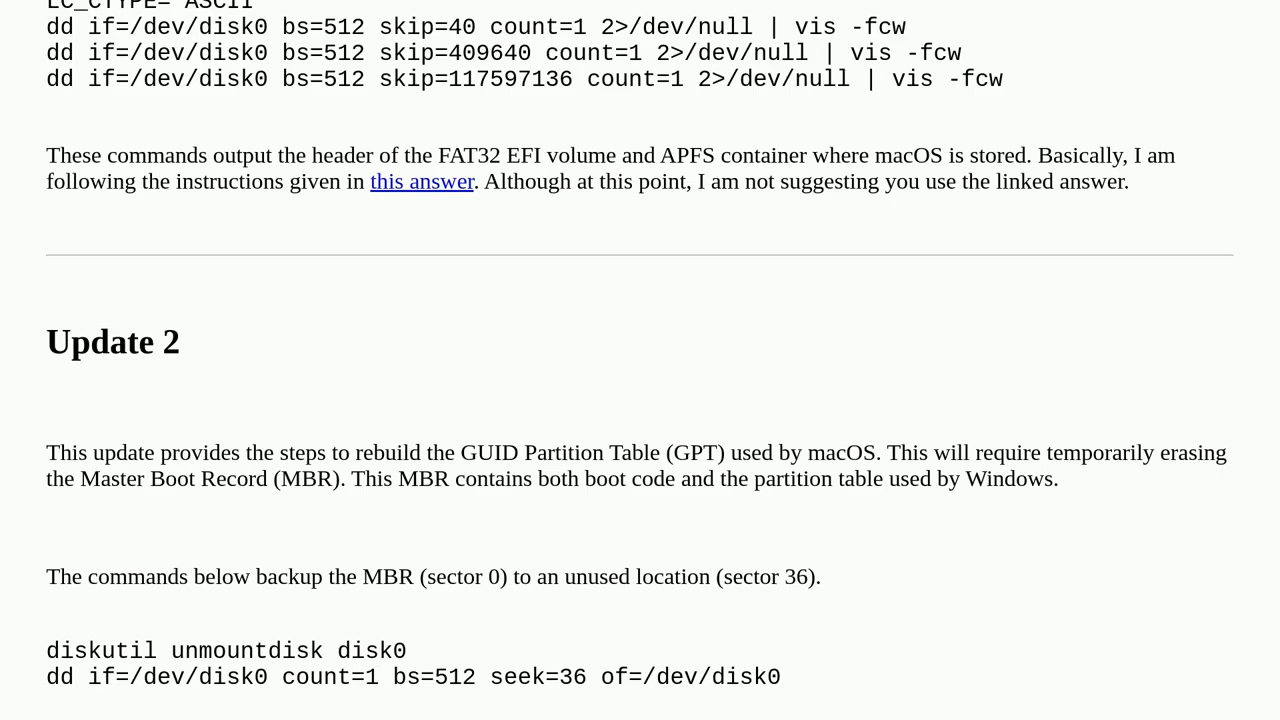 LC_CTYPE="ASCII"
dd if=/dev/disk0 bs=512 skip=40 count=1 2>/dev/null | vis -fcw
dd if=/dev/disk0 bs=512 skip=409640 count=1 2>/dev/null | vis -fcw
dd if=/dev/disk0 bs=512 skip=117597136 count=1 2>/dev/null | vis -fcw
These commands output the header of the FAT32 EFI volume and APFS container where macOS is stored. Basically, I am
following the instructions given in this answer. Although at this point, I am not suggesting you use the linked answer.
Update 2
This update provides the steps to rebuild the GUID Partition Table (GPT) used by macOS. This will require temporarily erasing
the Master Boot Record (MBR). This MBR contains both boot code and the partition table used by Windows.
The commands below backup the MBR (sector 0) to an unused location (sector 36).
diskutil unmountdisk disk0
dd if=/dev/disk0 count=1 bs=512 seek=36 of=/dev/disk0